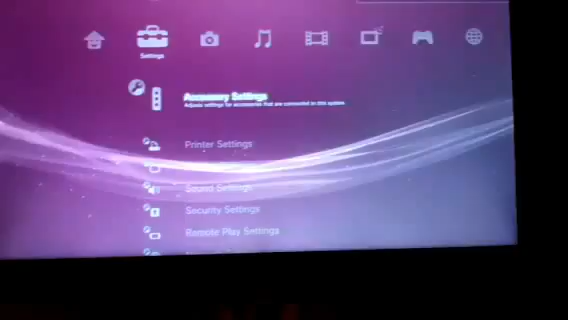 Settings
Accessory Settings
Adjusts settings for accessories that are connected to this system.
Printer Settings
Sound Settings
Security Settings
Remote Play Settings